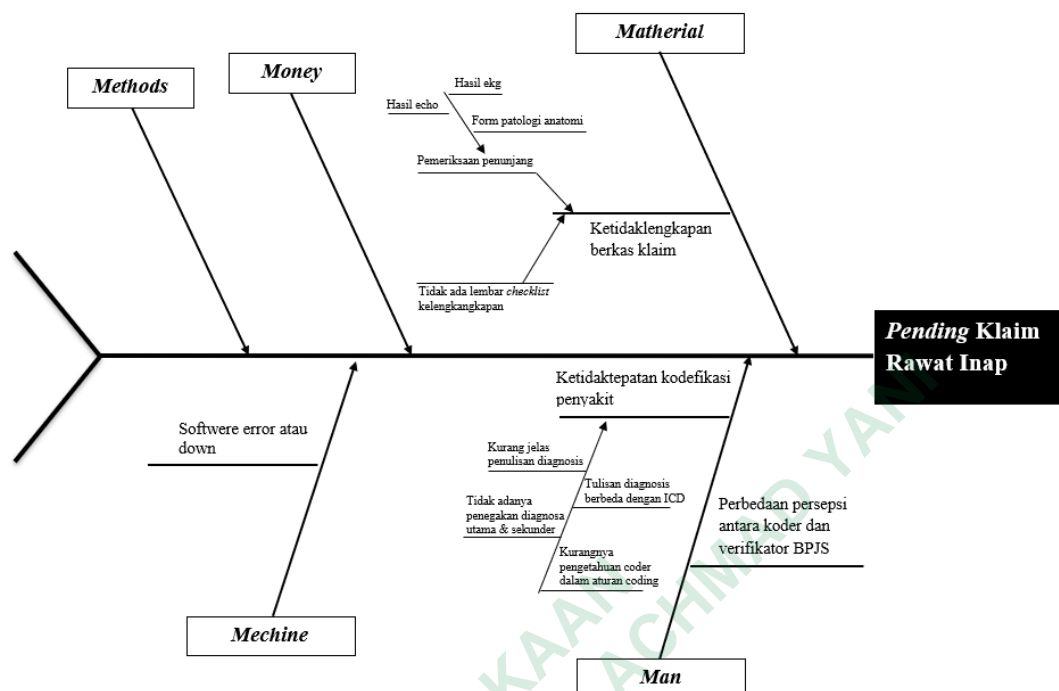 Matherial
Money
Methods
Hasil ekg
Hasil echo
Form patologi anatomi
Pemeriksaan penunjang
Ketidaklengkapan
berkas klaim
Tidak ada lembar checklist
kelengkangkapan
Pending Klaim
Rawat Inap
Ketidaktepatan kodefikasi
penyakit
Softwere error atau
down
Kurang jelas
penulisan diagnosis
Tulisan diagnosis
berbeda dengan ICD
Tidak adanya
penegakan diagnosa
utama & sekunder
Perbedaan persepsi
antara koder dan
verifikator BPJS
Kurangnya
pengetahuan coder
dalam aturan coding
Mechine
Man
KAAN
ACHMAD YANI